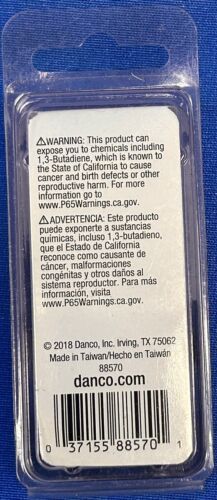 ⚠WARNING: This product can
expose you to chemicals including
1,3-Butadiene, which is known to
the State of California to cause
cancer and birth defects or other
reproductive harm. For more
information go to
www.P65Warnings.ca.gov.
⚠ADVERTENCIA: Este producto
puede exponerte a sustancias
químicas, incluso 1,3-butadieno,
que el Estado de California
reconoce como causante de
cáncer, malformaciones
congénitos y otros daños al
sistema reproductor. Para más
información, visita
www.P65Warnings.ca.gov.
© 2018 Danco, Inc. Irving, TX 75062
Made in Taiwan/Hecho en Taiwán
88570
danco.com
0 37155 88570 1